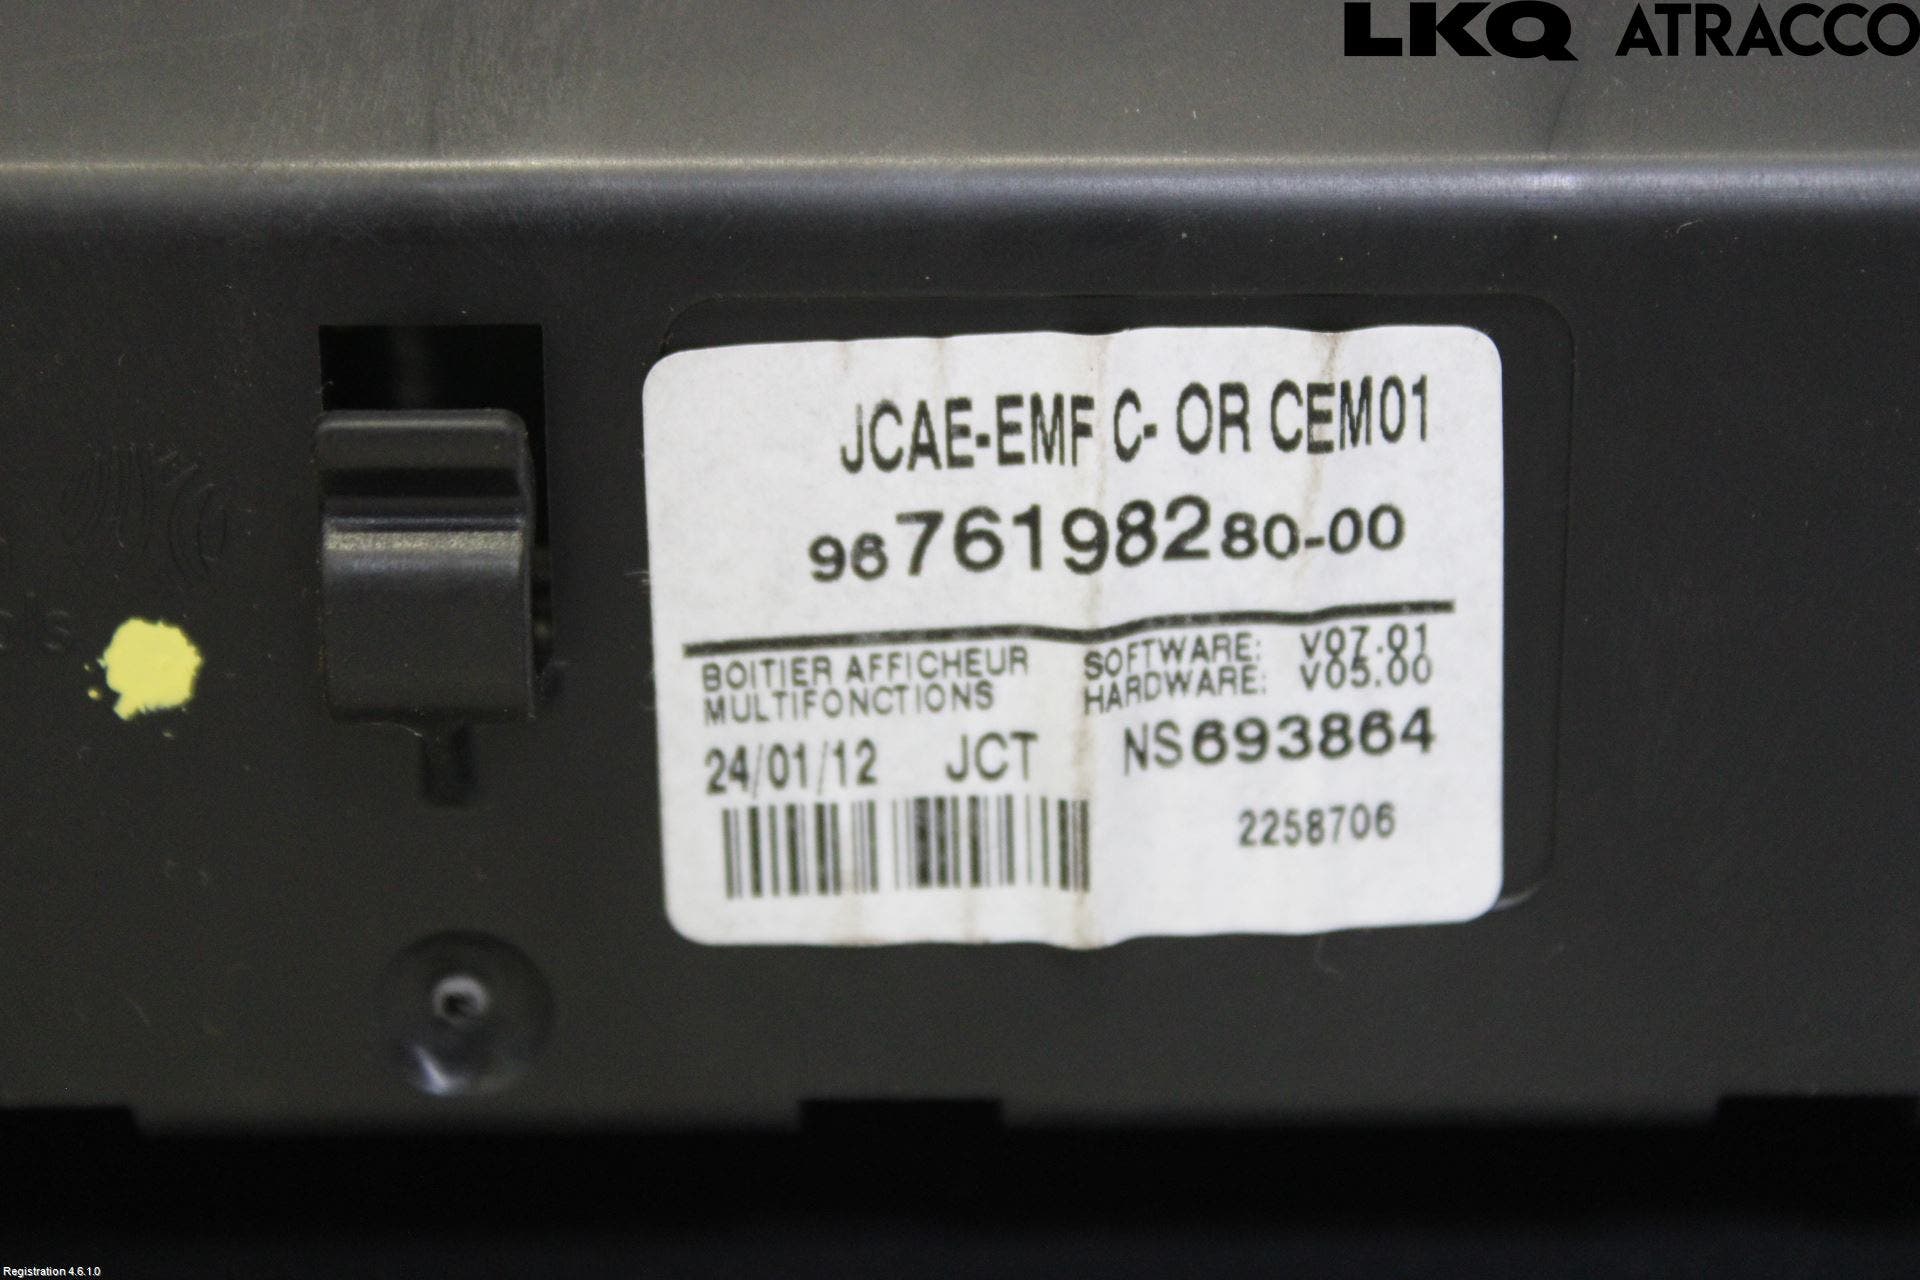 LKQ ATRACCO
JCAE-EMF C- OR CEM01
9676198280-00
BOITIER AFFICHEUR
MULTIFONCTIONS
SOFTWARE: V07.01
HARDWARE: V05.00
24/01/12 JCT NS693864
2258706
Registration 4.6.1.0